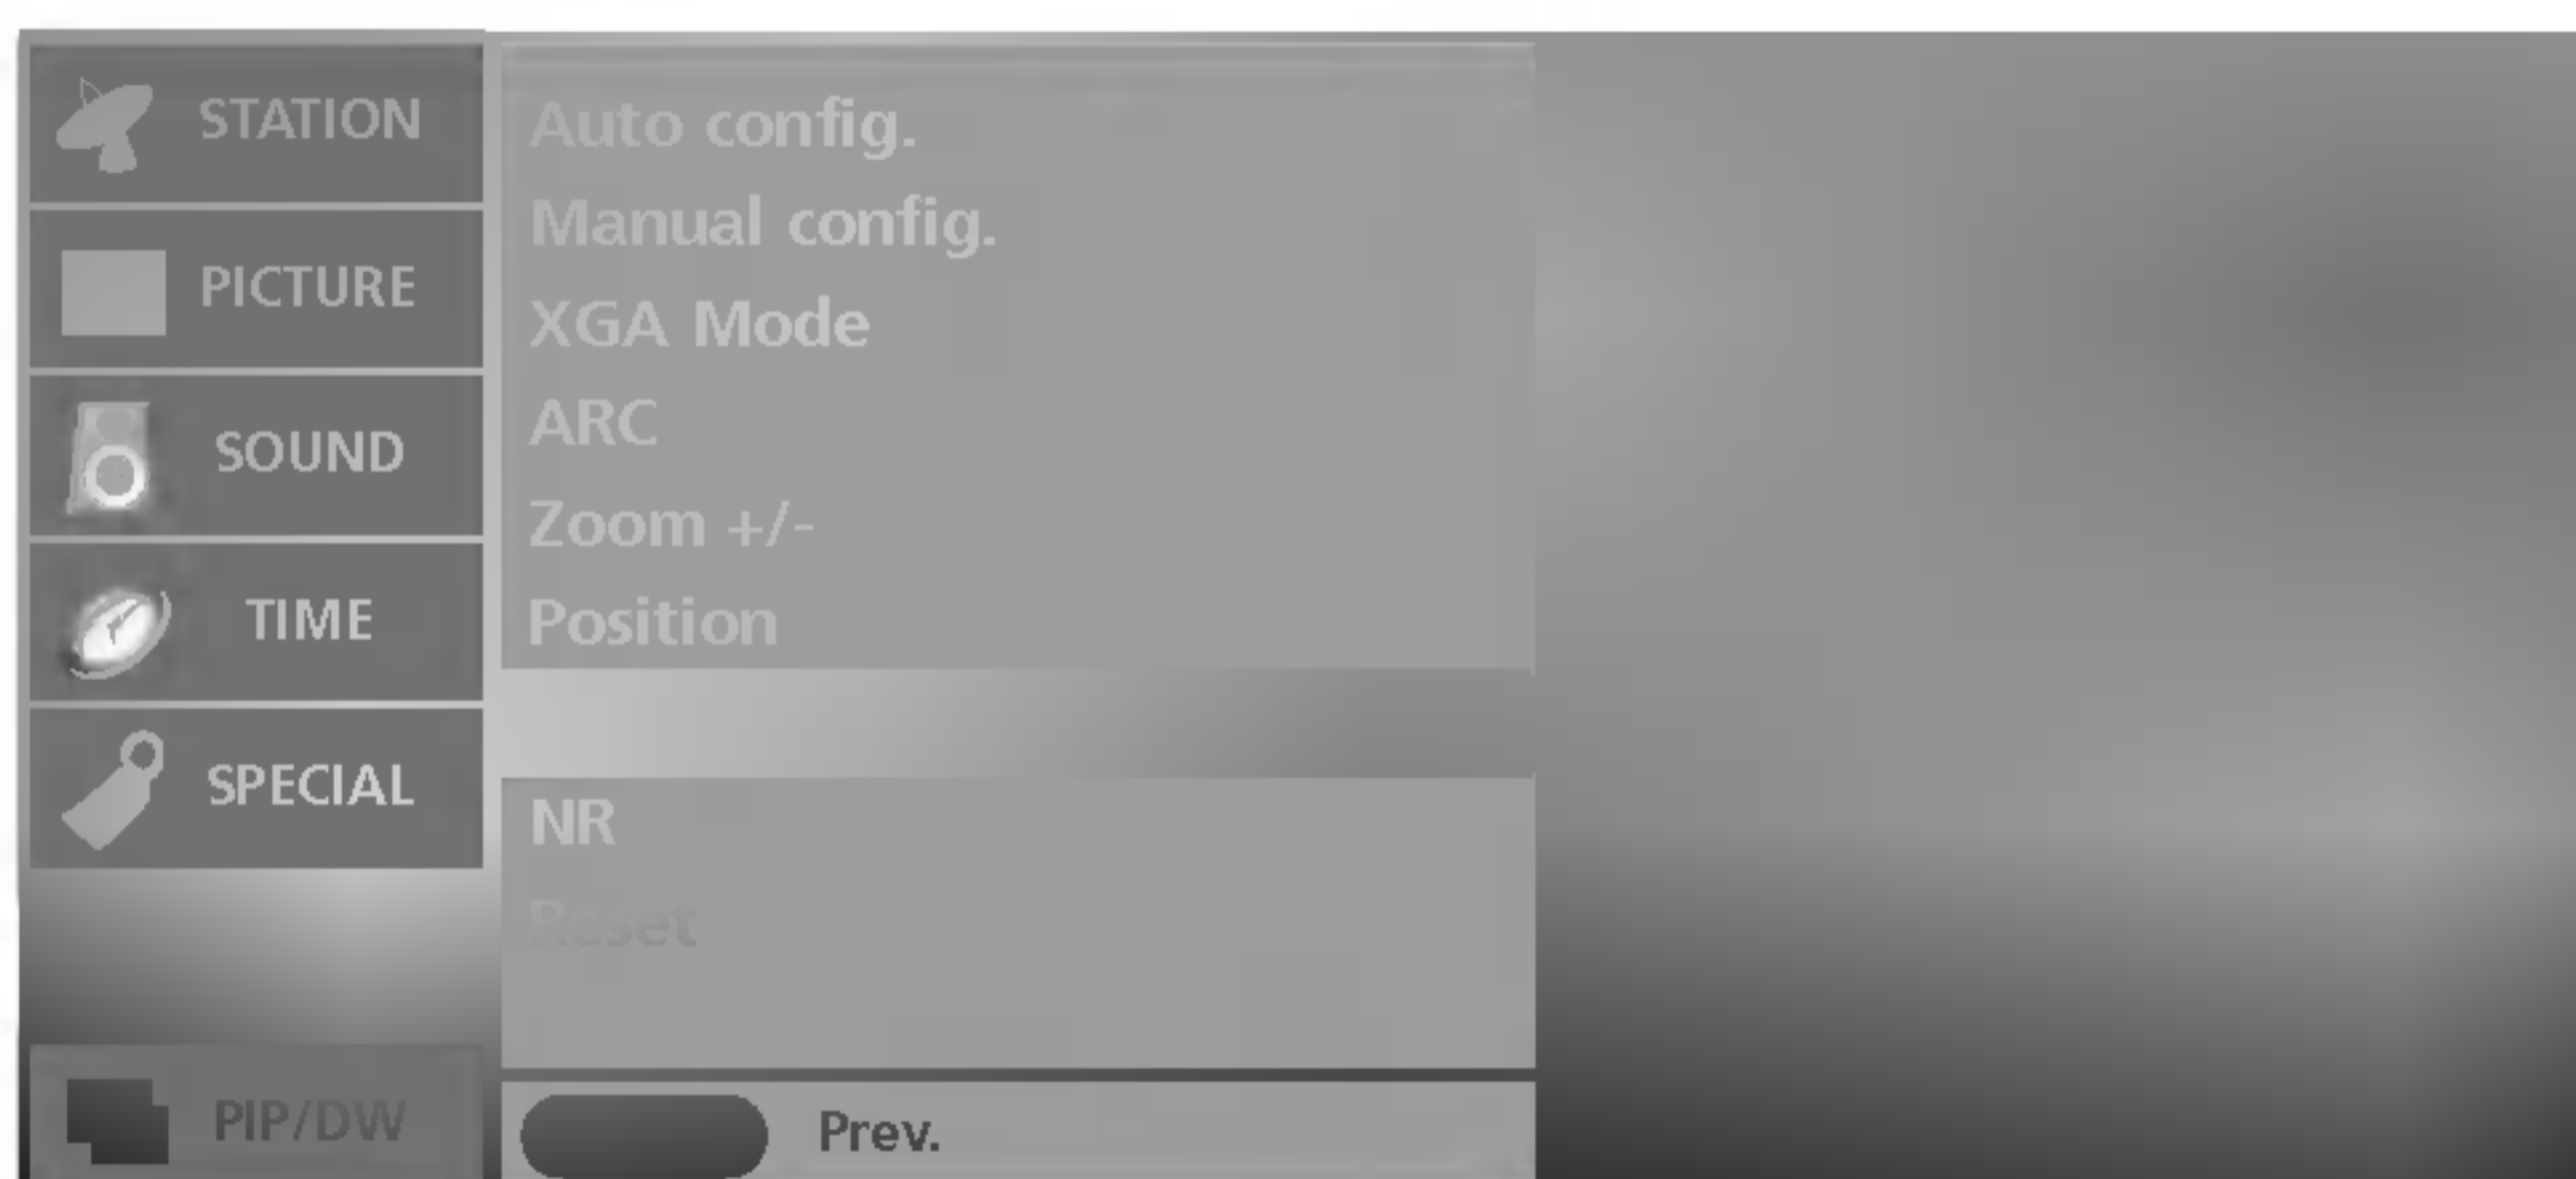 STATION
PICTURE
SOUND
TIME
SPECIAL
PIP/DW
Auto config.
Manual config.
XGA Mode
ARC
Zoom +/-
Position
NR
Reset
Prev.